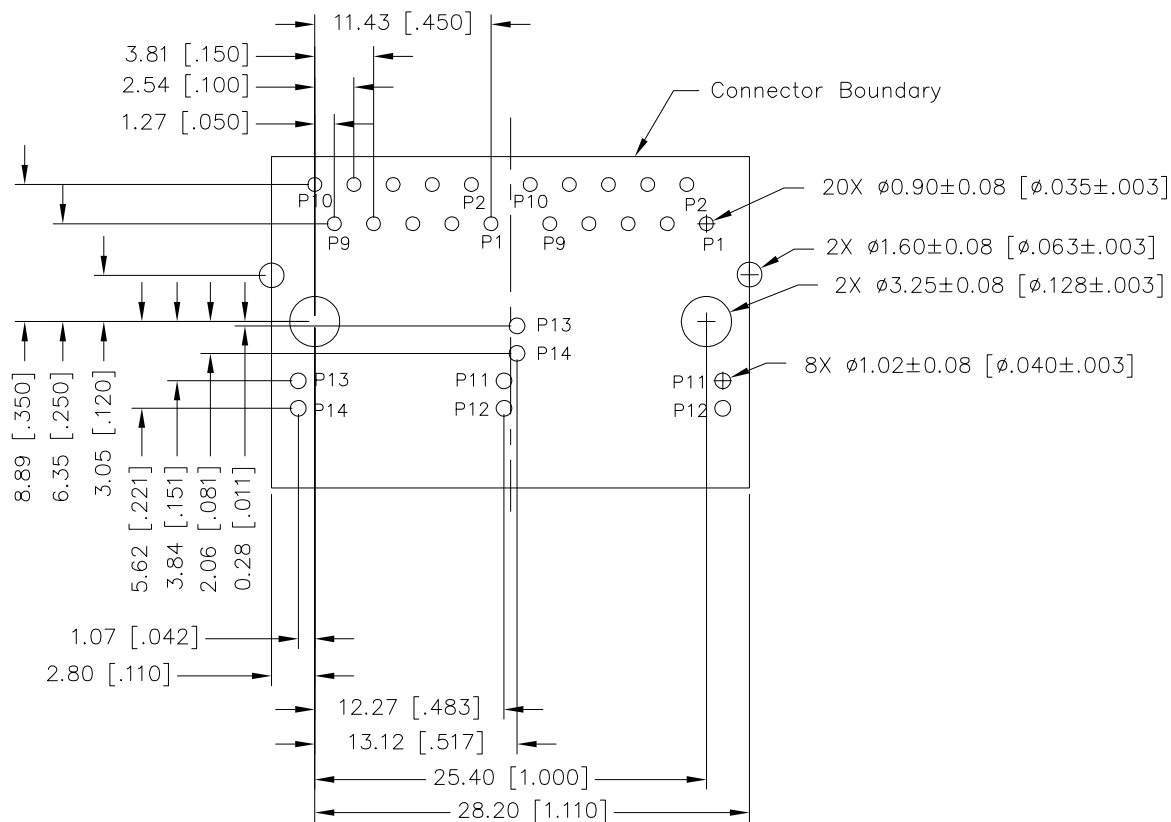 11.43 [.450]
3.81 [.150]
2.54 [.100]
1.27 [.050]
Connector Boundary
P10
P2
P10
P2
20X ⌀0.90±0.08 [⌀.035±.003]
P9
P1
P9
P1
2X ⌀1.60±0.08 [⌀.063±.003]
2X ⌀3.25±0.08 [⌀.128±.003]
P13
P14
8X ⌀1.02±0.08 [⌀.040±.003]
P13
P11
P11
P14
P12
P12
8.89 [.350]
6.35 [.250]
3.05 [.120]
5.62 [.221]
3.84 [.151]
2.06 [.081]
0.28 [.011]
1.07 [.042]
2.80 [.110]
12.27 [.483]
13.12 [.517]
25.40 [1.000]
28.20 [1.110]